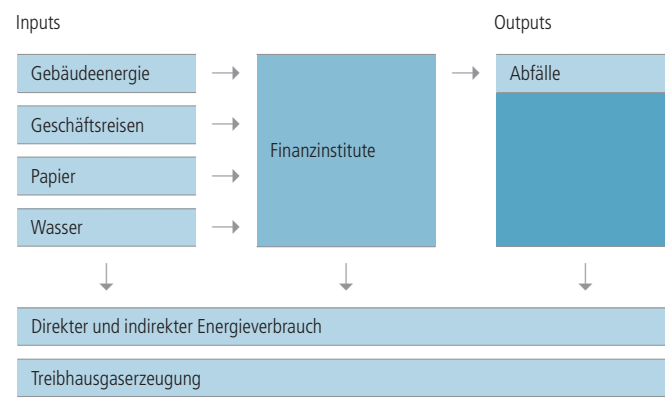 Inputs
Outputs
Gebäudeenergie
Abfälle
Geschäftsreisen
Finanzinstitute
Papier
Wasser
Direkter und indirekter Energieverbrauch
Treibhausgaserzeugung